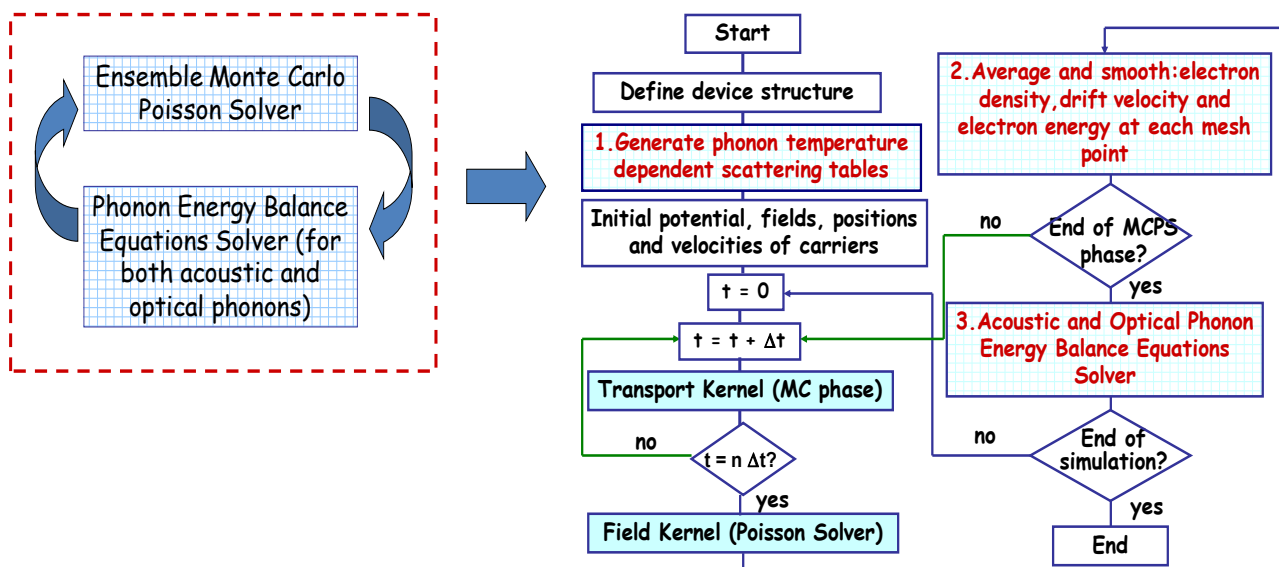 Ensemble Monte Carlo
Poisson Solver
Phonon Energy Balance
Equations Solver (for
both acoustic and
optical phonons)
Start
Define device structure
1.Generate phonon temperature
dependent scattering tables
Initial potential, fields, positions
and velocities of carriers
t = 0
t = t + Δt
Transport Kernel (MC phase)
no
t = n Δt?
yes
Field Kernel (Poisson Solver)
2.Average and smooth:electron
density,drift velocity and
electron energy at each mesh
point
no
End of MCPS
phase?
yes
3.Acoustic and Optical Phonon
Energy Balance Equations
Solver
no
End of
simulation?
yes
End